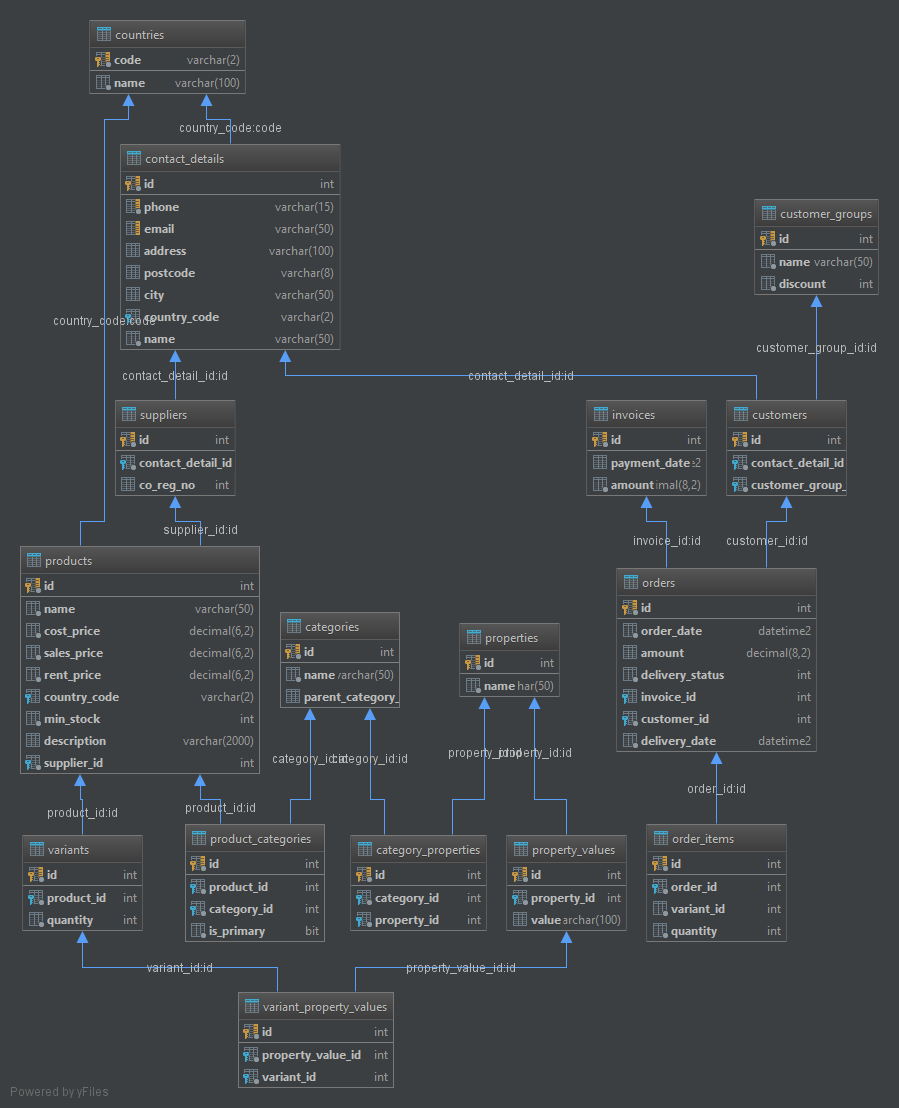 countries
code varchar(2)
name varchar(100)
country_code:code
contact_details
id int
phone varchar(15)
email varchar(50)
address varchar(100)
postcode varchar(8)
city varchar(50)
country_code varchar(2)
name varchar(50)
customer_groups
id int
name varchar(50)
discount int
country_code:code
customer_group_id:id
contact_detail_id:id
contact_detail_id:id
suppliers
id int
contact_detail_id
co_reg_no int
invoices
id int
payment_date :2
amount imal(8,2)
customers
id int
contact_detail_id
customer_group_
supplier_id:id
invoice_id:id
customer_id:id
products
id int
name varchar(50)
cost_price decimal(6,2)
sales_price decimal(6,2)
rent_price decimal(6,2)
country_code varchar(2)
min_stock int
description varchar(2000)
supplier_id int
categories
id int
name varchar(50)
parent_category_
properties
id int
name har(50)
orders
id int
order_date datetime2
amount decimal(8,2)
delivery_status int
invoice_id int
customer_id int
delivery_date datetime2
category_id:id
category_id:id
property_id:id
property_id:id
order_id:id
product_id:id
product_id:id
variants
id int
product_id int
quantity int
product_categories
id int
product_id int
category_id int
is_primary bit
category_properties
id int
category_id int
property_id int
property_values
id int
property_id int
value archar(100)
order_items
id int
order_id int
variant_id int
quantity int
variant_id:id
property_value_id:id
variant_property_values
id int
property_value_id int
variant_id int
Powered by yFiles